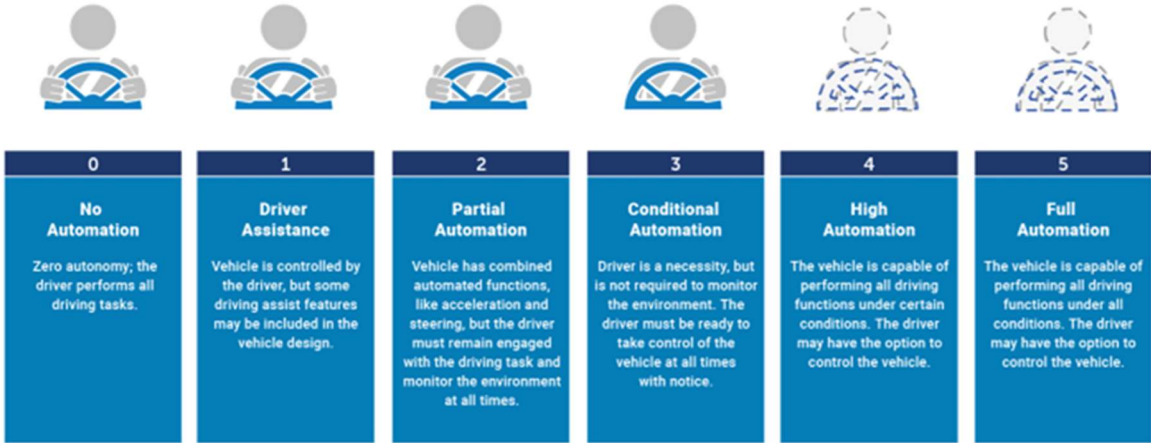 0
No
Automation
Zero autonomy; the
driver performs all
driving tasks.
1
Driver
Assistance
Vehicle is controlled by
the driver, but some
driving assist features
may be included in the
vehicle design.
2
Partial
Automation
Vehicle has combined
automated functions,
like acceleration and
steering, but the driver
must remain engaged
with the driving task and
monitor the environment
at all times.
3
Conditional
Automation
Driver is a necessity, but
is not required to monitor
the environment. The
driver must be ready to
take control of the
vehicle at all times
with notice.
4
High
Automation
The vehicle is capable of
performing all driving
functions under certain
conditions. The driver
may have the option to
control the vehicle.
5
Full
Automation
The vehicle is capable of
performing all driving
functions under all
conditions. The driver
may have the option to
control the vehicle.